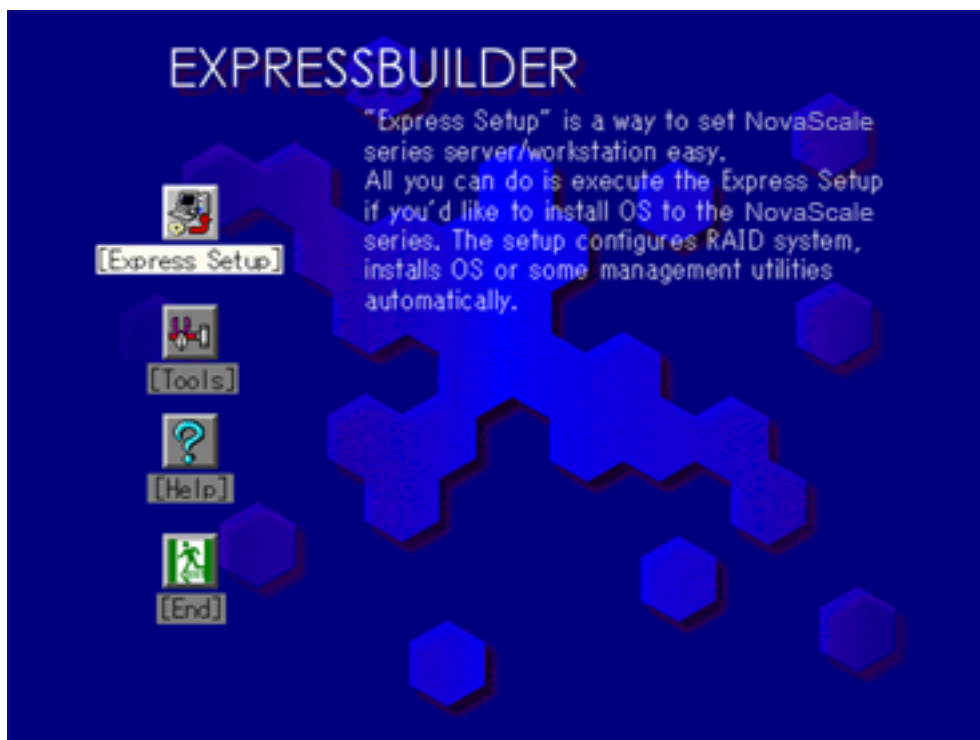 EXPRESSBUILDER
"Express Setup" is a way to set NovaScale
series server/workstation easy.
All you can do is execute the Express Setup
if you'd like to install OS to the NovaScale
series. The setup configures RAID system,
installs OS or some management utilities
automatically.
[Express Setup]
[Tools]
[Help]
[End]